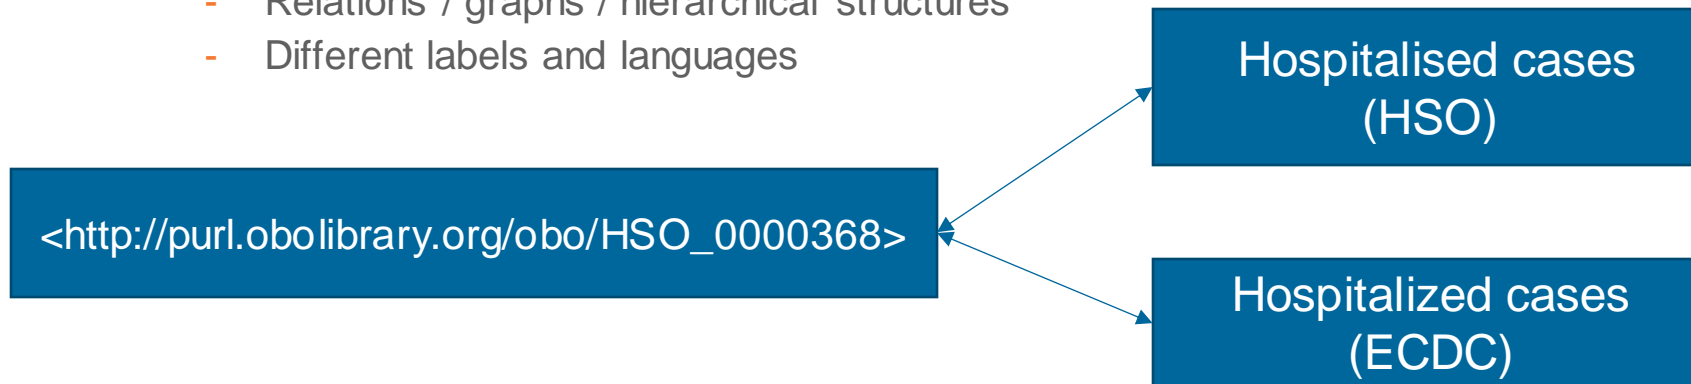 - Relations / graphs / hierarchical structures
- Different labels and languages
Hospitalised cases
(HSO)
<http://purl.obolibrary.org/obo/HSO_0000368>
Hospitalized cases
(ECDC)